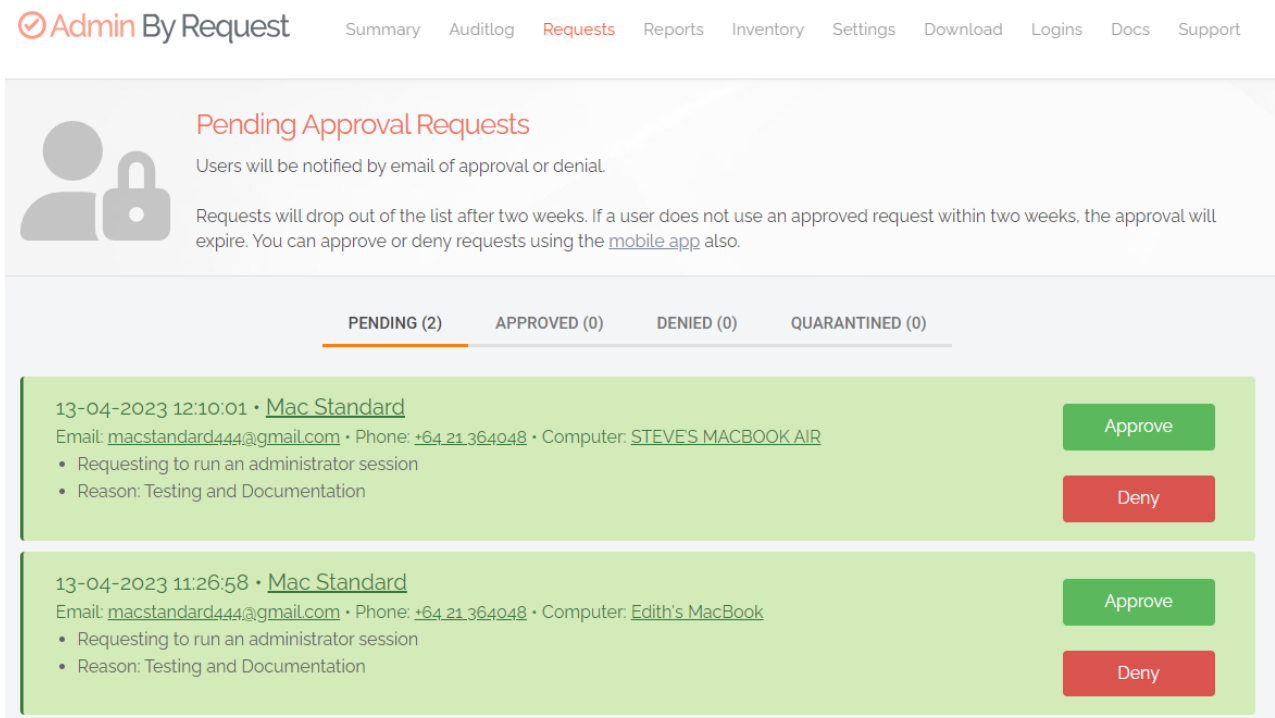 Admin By Request
Summary Auditlog Requests Reports Inventory Settings Download Logins Docs Support
Pending Approval Requests
Users will be notified by email of approval or denial.
Requests will drop out of the list after two weeks. If a user does not use an approved request within two weeks, the approval will
expire. You can approve or deny requests using the mobile app also.
PENDING (2) APPROVED (0) DENIED (0) QUARANTINED (0)
13-04-2023 12:10:01 • Mac Standard
Email: macstandard444@gmail.com • Phone: +64 21 364048 • Computer: STEVE'S MACBOOK AIR
• Requesting to run an administrator session
• Reason: Testing and Documentation
Approve
Deny
13-04-2023 11:26:58 • Mac Standard
Email: macstandard444@gmail.com • Phone: +64 21 364048 • Computer: Edith's MacBook
• Requesting to run an administrator session
• Reason: Testing and Documentation
Approve
Deny